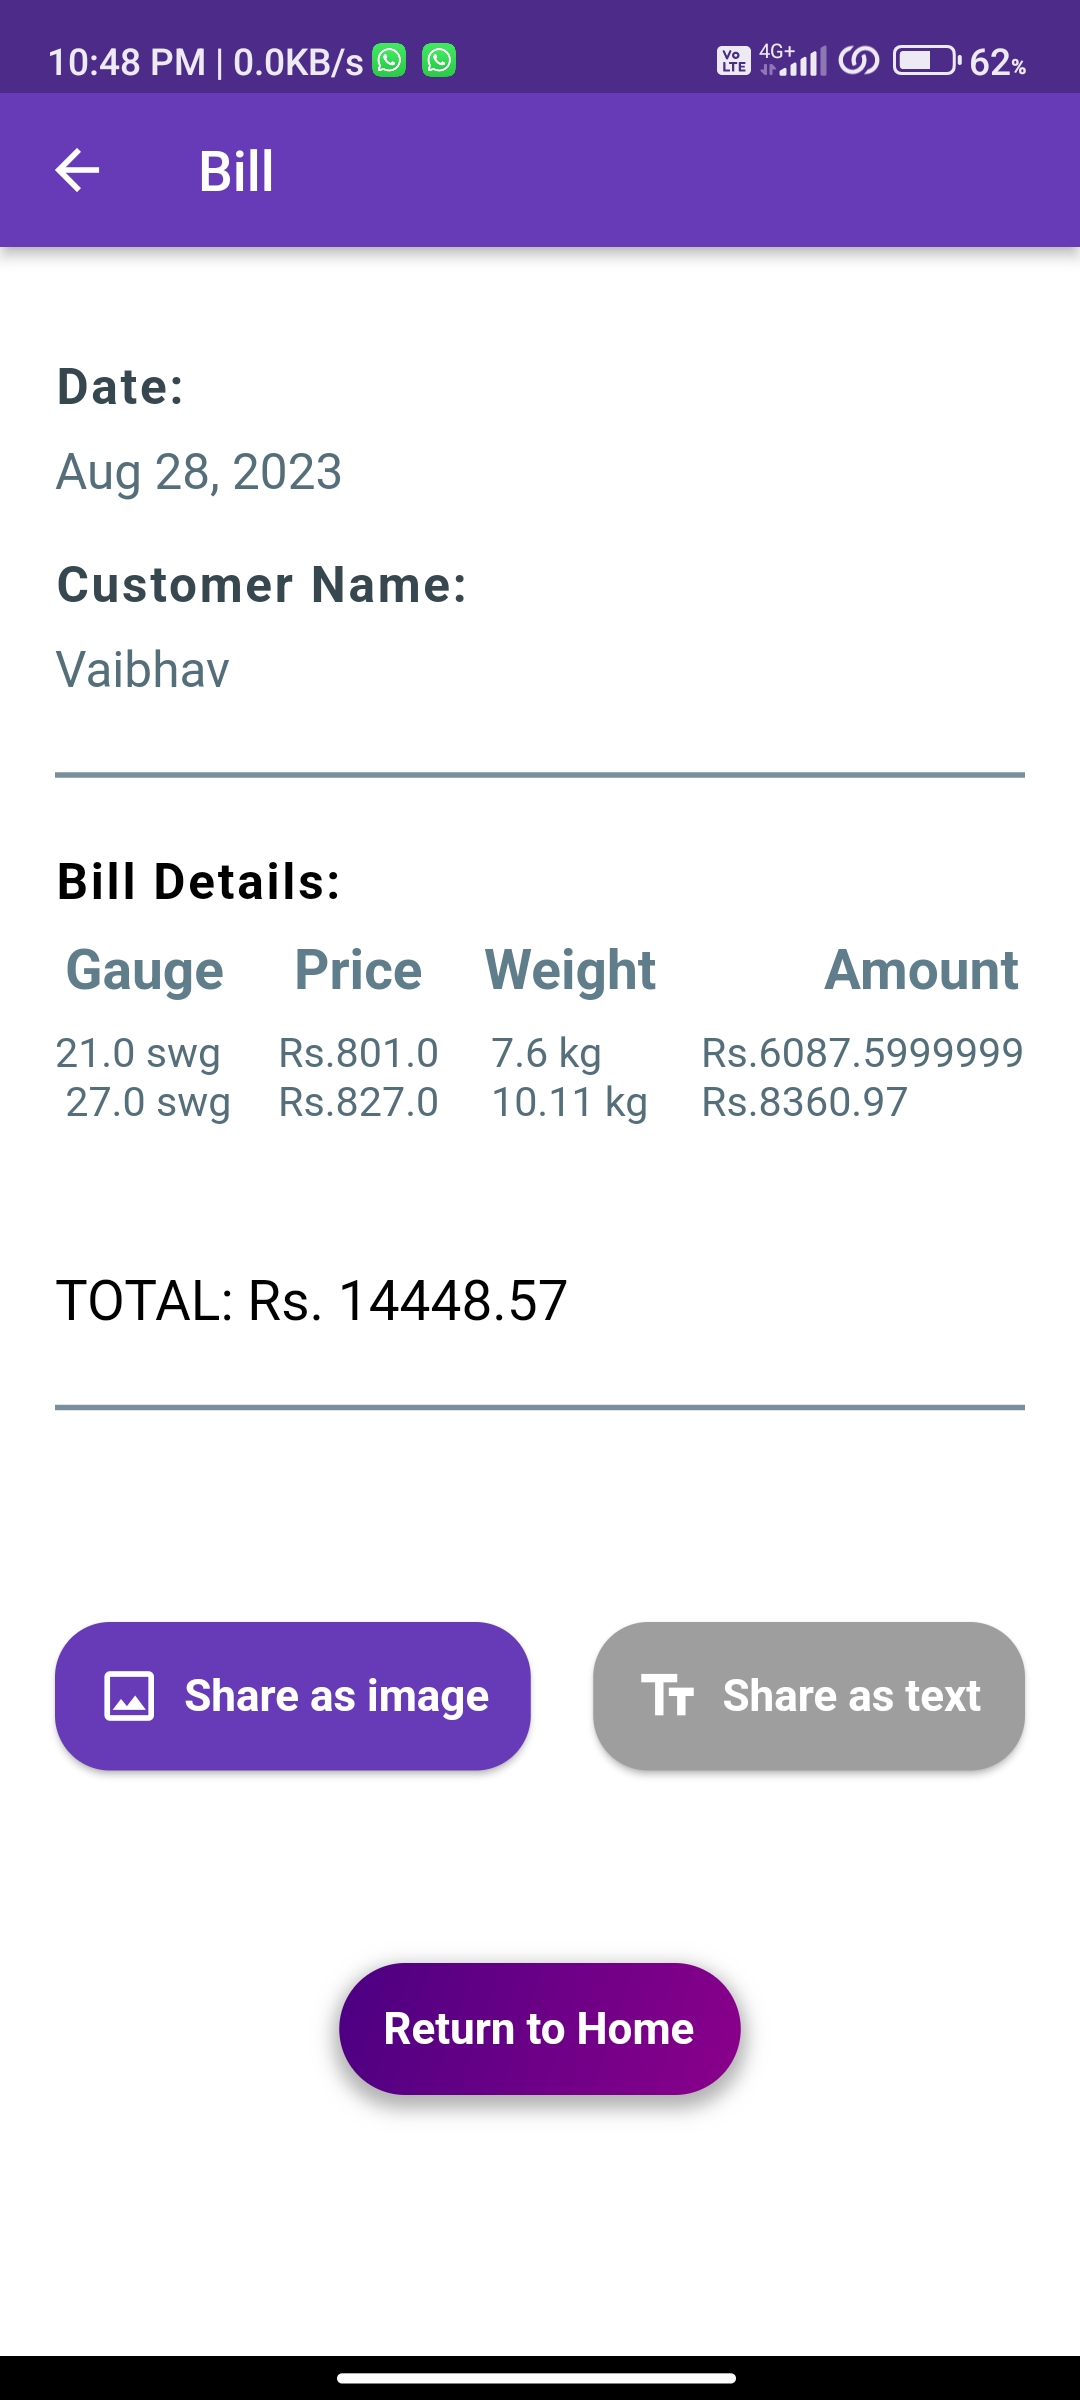 10:48 PM | 0.0KB/s Vo LTE 4G+ 62%
Bill
Date:
Aug 28, 2023
Customer Name:
Vaibhav
Bill Details:
Gauge Price Weight Amount
21.0 swg Rs.801.0 7.6 kg Rs.6087.5999999
27.0 swg Rs.827.0 10.11 kg Rs.8360.97
TOTAL: Rs. 14448.57
Share as image Share as text
Return to Home